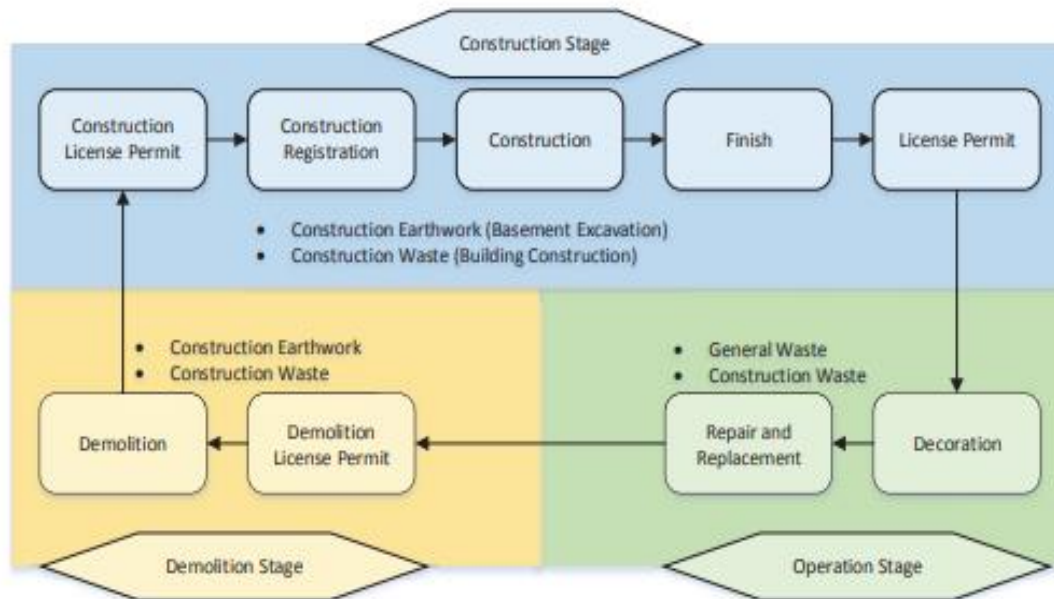 Construction Stage
Construction
License Permit
Construction
Registration
Construction
Finish
License Permit
• Construction Earthwork (Basement Excavation)
• Construction Waste (Building Construction)
• Construction Earthwork
• Construction Waste
• General Waste
• Construction Waste
Demolition
Demolition
License Permit
Repair and
Replacement
Decoration
Demolition Stage
Operation Stage